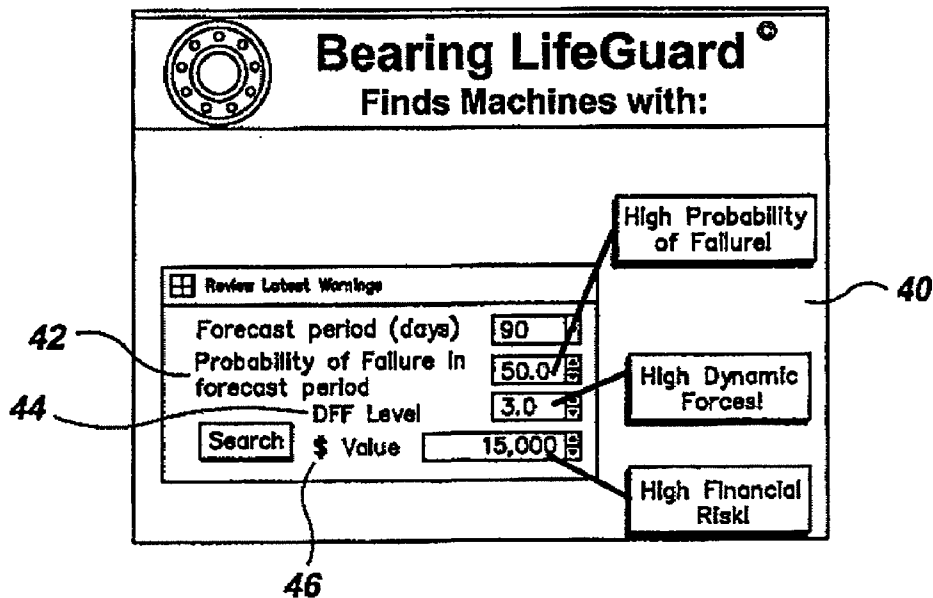 Bearing LifeGuard ©
Finds Machines with:
High Probability
of Failure!
40
Review Latest Warnings
42
Forecast period (days) 90
Probability of Failure in
forecast period 50.0
44
DFF Level 3.0
High Dynamic
Forces!
Search $ Value 15,000
High Financial
Risk!
46